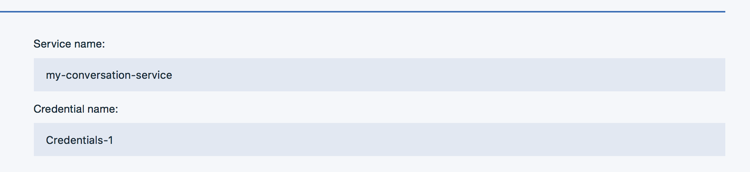 Service name:
my-conversation-service
Credential name:
Credentials-1